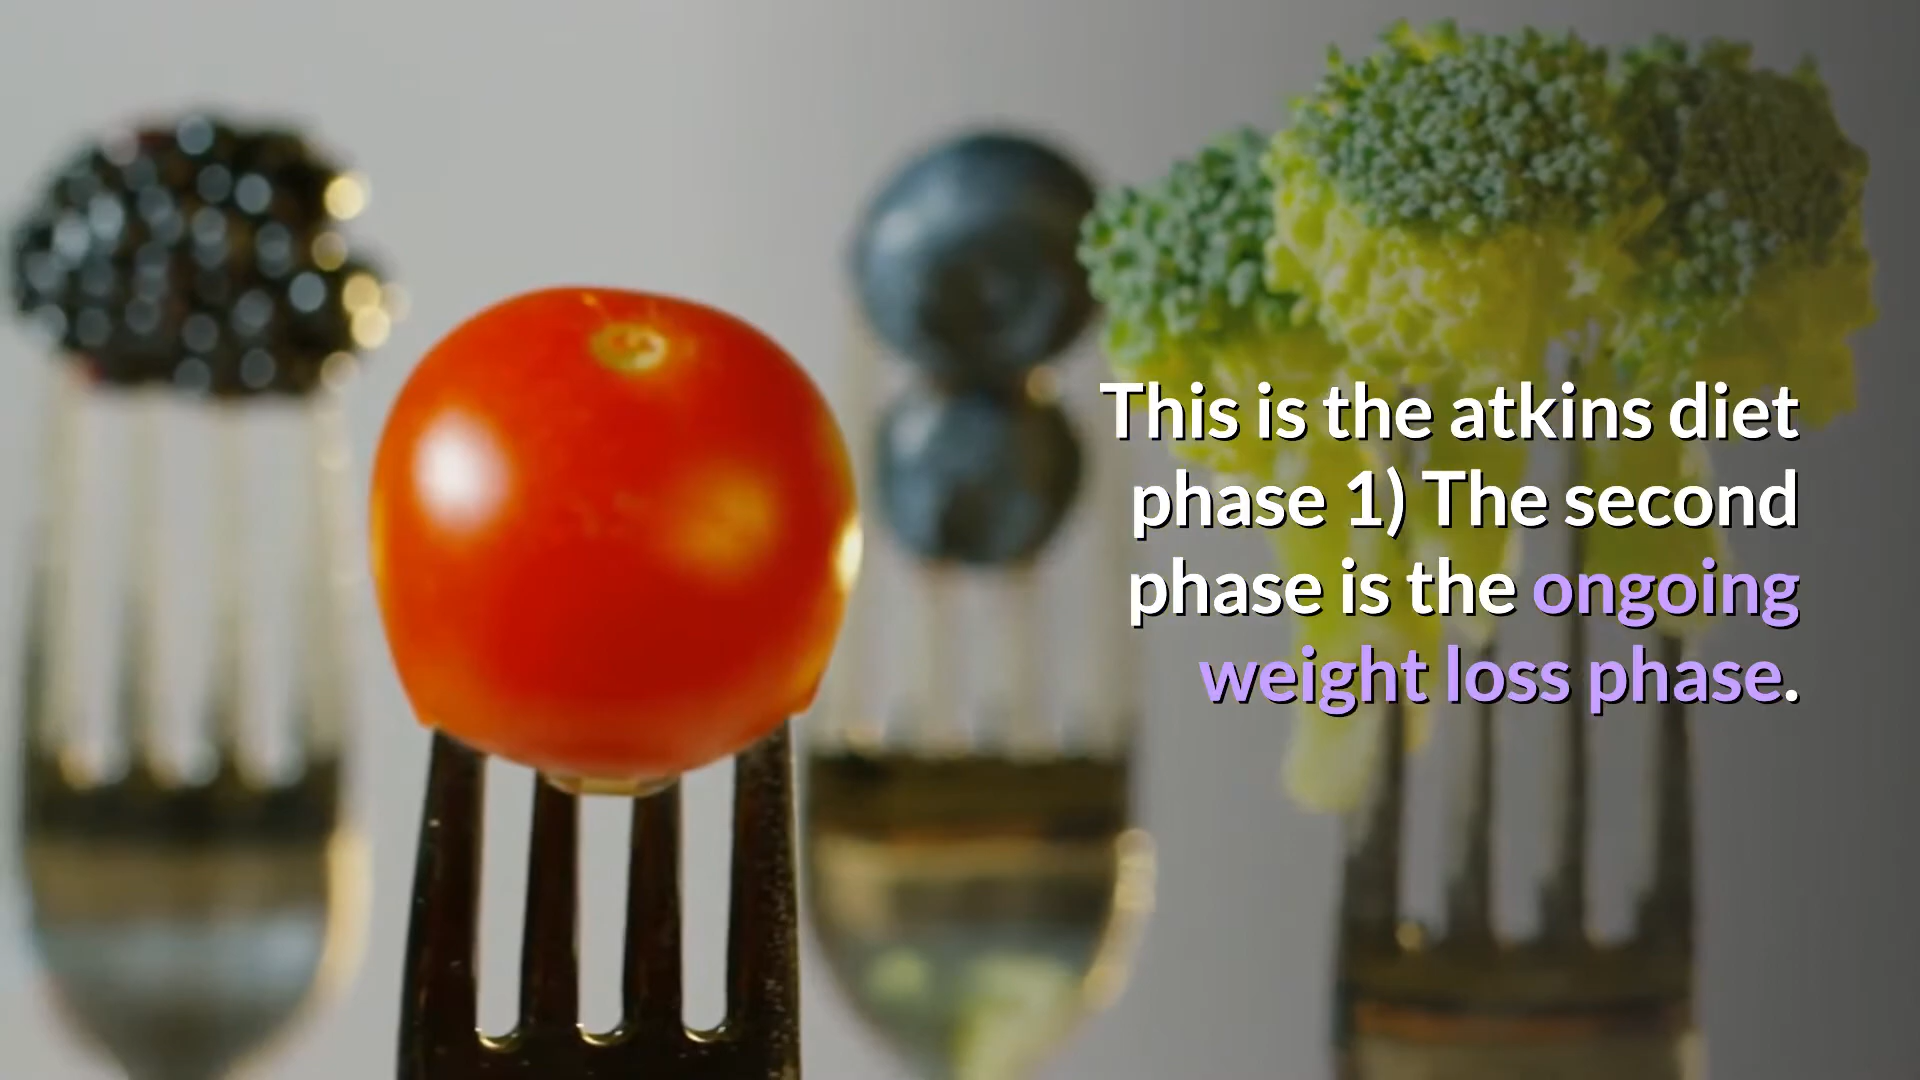 This is the atkins diet
phase 1) The second
phase is the ongoing
weight loss phase.